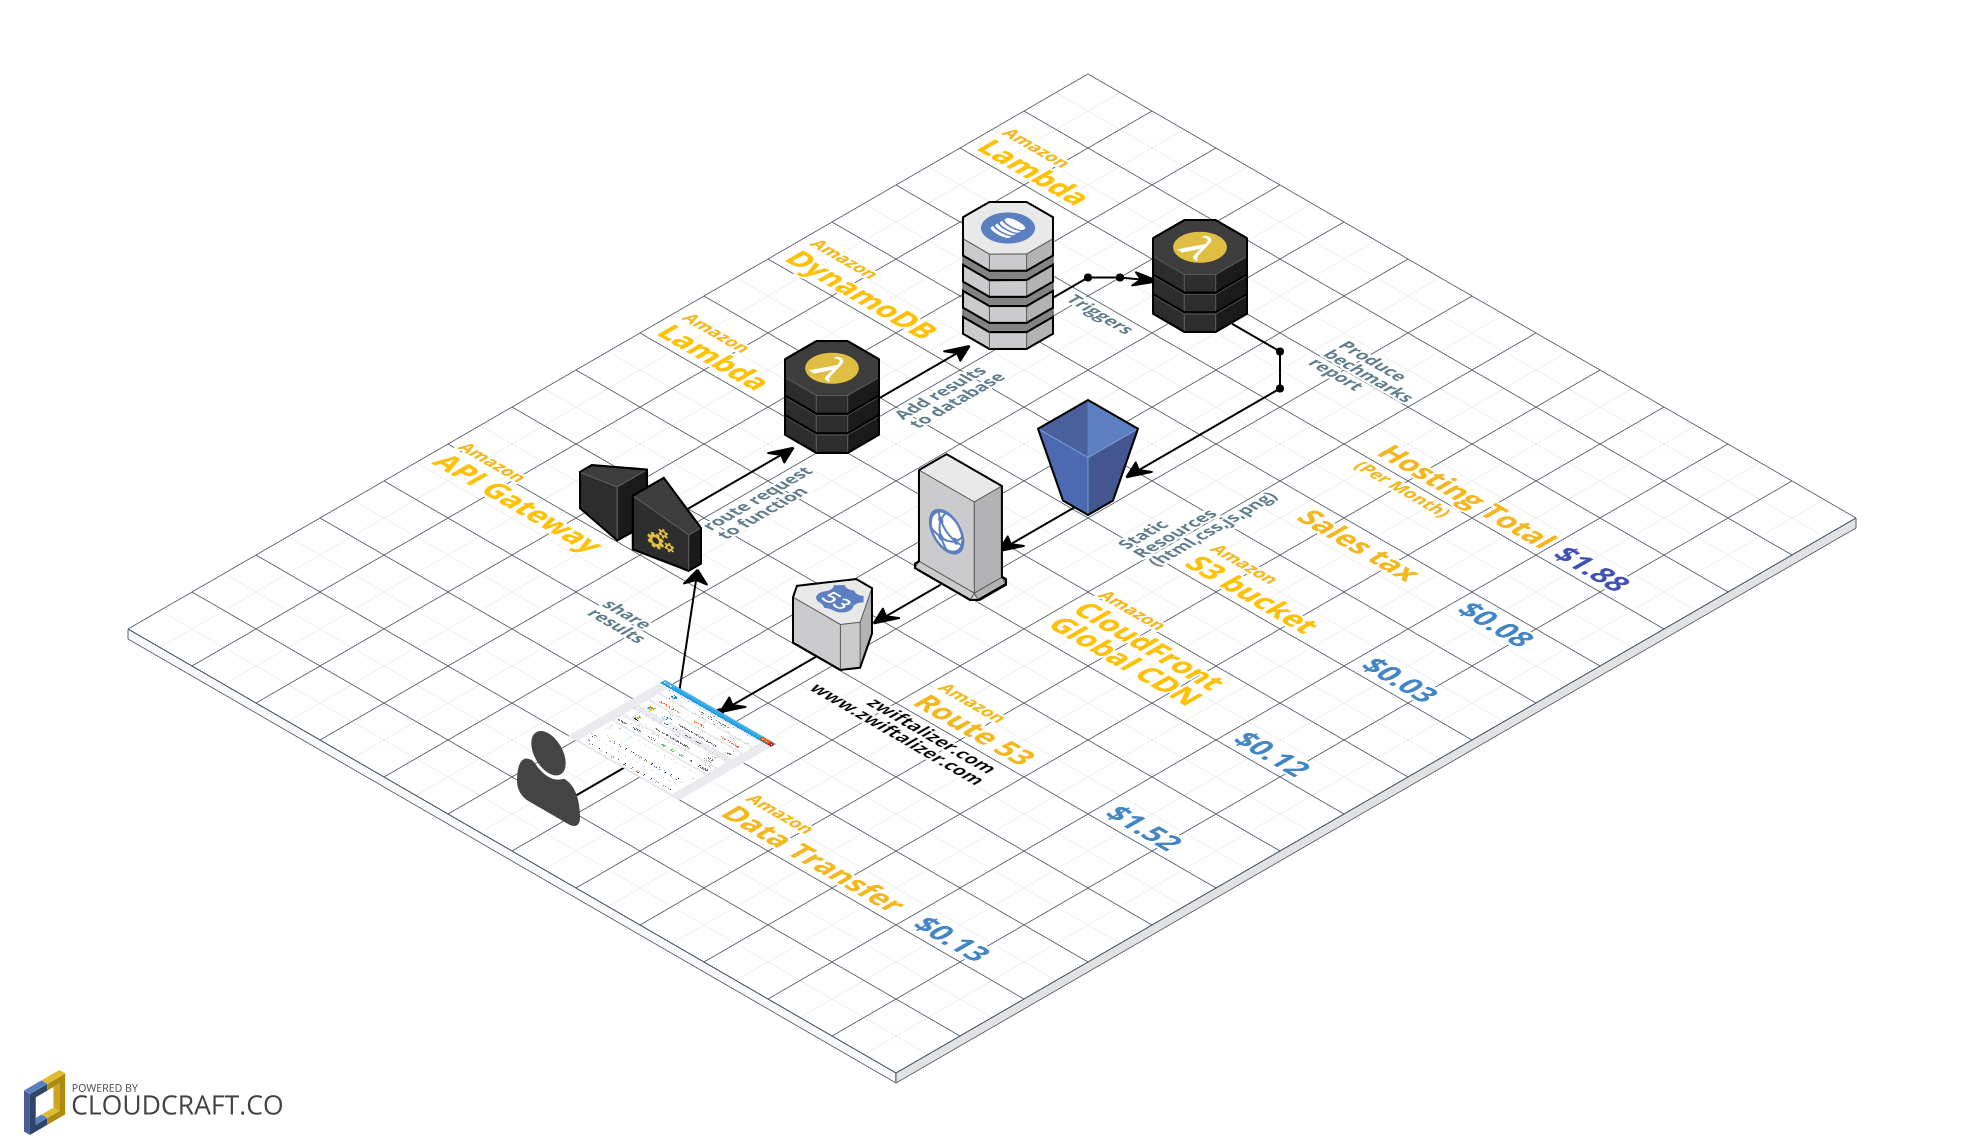 Amazon
Lambda
Amazon
DynamoDB
Triggers
Amazon
Lambda
Produce
bechmarks
report
Add results
to database
Amazon
API Gateway
route request
to function
Hosting Total
(Per Month)
$1.88
Static
Resources
(html,css,js,png)
Sales tax
$0.08
Amazon
S3 bucket
$0.03
53
share
results
Amazon
CloudFront
Global CDN
$0.12
Amazon
Route 53
$1.52
zwiftalizer.com
www.zwiftalizer.com
Amazon
Data Transfer
$0.13
POWERED BY
CLOUDCRAFT.CO